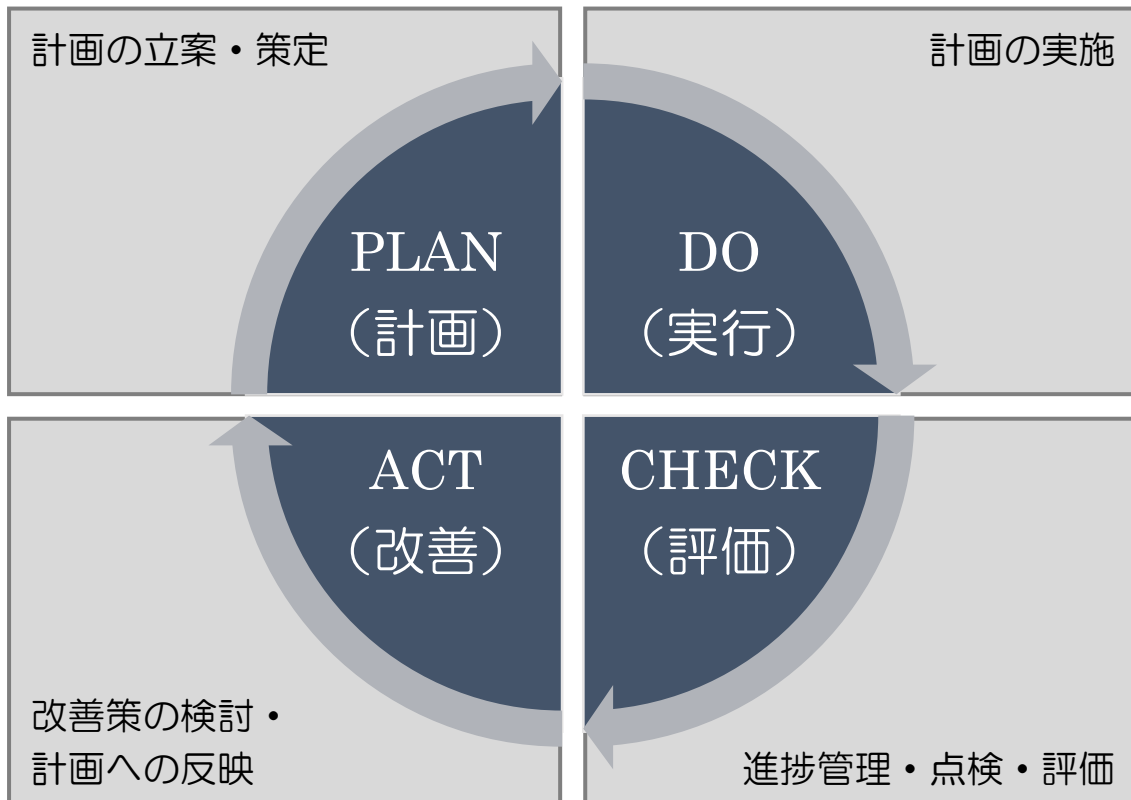 計画の立案・策定
計画の実施
PLAN
（計画）
DO
（実行）
ACT
（改善）
CHECK
（評価）
改善策の検討・
計画への反映
進捗管理・点検・評価